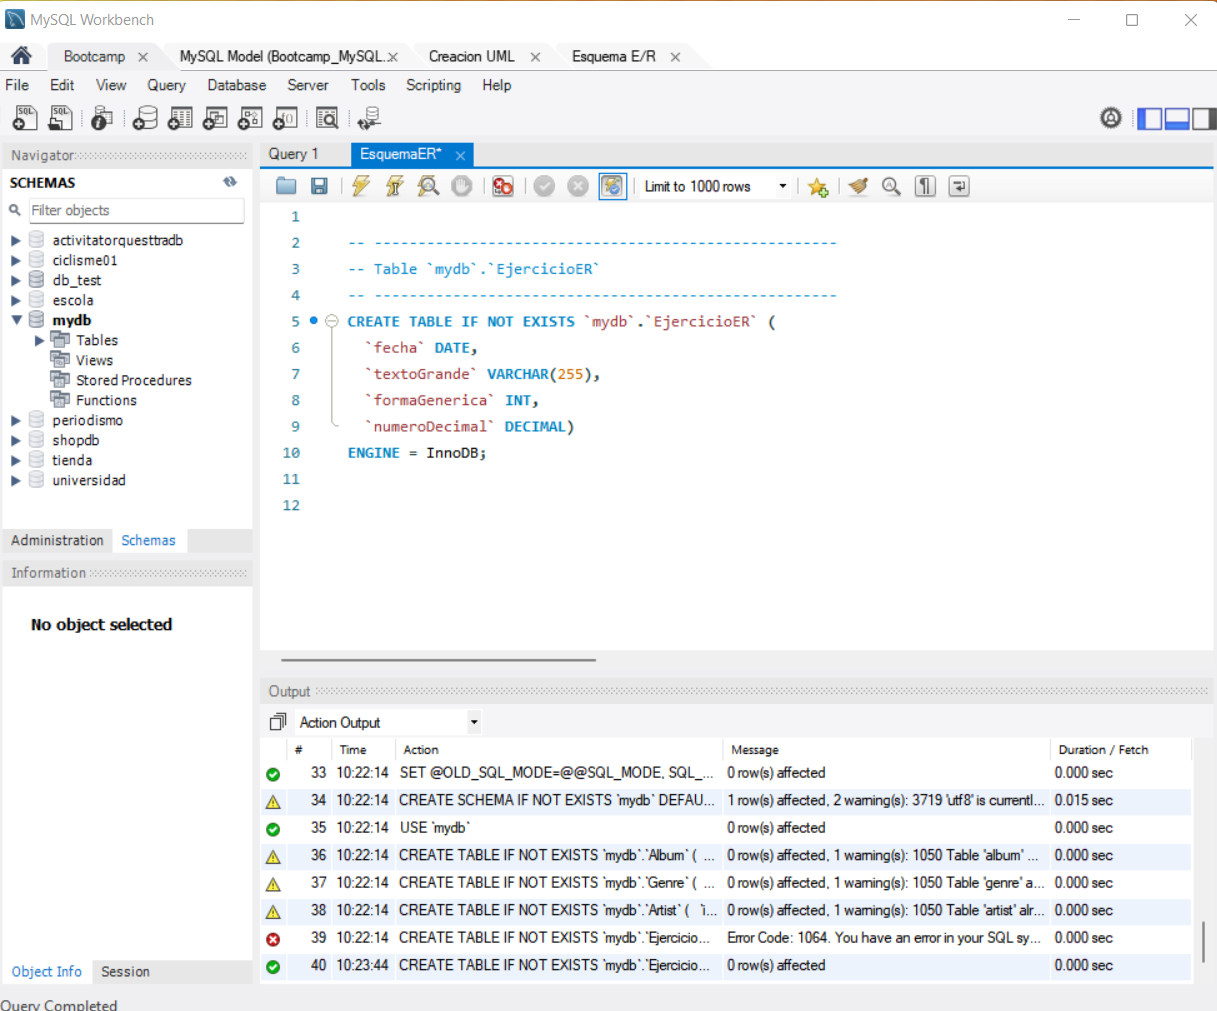 MySQL Workbench
Bootcamp MySQL Model (Bootcamp_MySQL... Creacion UML Esquema E/R
File Edit View Query Database Server Tools Scripting Help
Navigator
SCHEMAS
Filter objects
activitatorquesttradb
ciclisme01
db_test
escola
mydb
Tables
Views
Stored Procedures
Functions
periodismo
shopdb
tienda
universidad
Administration Schemas
Information
No object selected
Object Info Session
Query 1 EsquemaER*
Limit to 1000 rows
1
2 -- -----------------------------------------------------
3 -- Table `mydb`.`EjercicioER`
4 -- -----------------------------------------------------
5 CREATE TABLE IF NOT EXISTS `mydb`.`EjercicioER` (
6 `fecha` DATE,
7 `textoGrande` VARCHAR(255),
8 `formaGenerica` INT,
9 `numeroDecimal` DECIMAL)
10 ENGINE = InnoDB;
11
12
Output
Action Output
# Time Action Message Duration / Fetch
33 10:22:14 SET @OLD_SQL_MODE=@@SQL_MODE, SQL_... 0 row(s) affected 0.000 sec
34 10:22:14 CREATE SCHEMA IF NOT EXISTS `mydb` DEFAU... 1 row(s) affected, 2 warning(s): 3719 'utf8' is currentl... 0.015 sec
35 10:22:14 USE `mydb` 0 row(s) affected 0.000 sec
36 10:22:14 CREATE TABLE IF NOT EXISTS `mydb`.`Album` ( ... 0 row(s) affected, 1 warning(s): 1050 Table 'album' ... 0.000 sec
37 10:22:14 CREATE TABLE IF NOT EXISTS `mydb`.`Genre` ( ... 0 row(s) affected, 1 warning(s): 1050 Table 'genre' a... 0.000 sec
38 10:22:14 CREATE TABLE IF NOT EXISTS `mydb`.`Artist` ( `i... 0 row(s) affected, 1 warning(s): 1050 Table 'artist' alr... 0.000 sec
39 10:22:14 CREATE TABLE IF NOT EXISTS `mydb`.`Ejercicio... Error Code: 1064. You have an error in your SQL sy... 0.000 sec
40 10:23:44 CREATE TABLE IF NOT EXISTS `mydb`.`Ejercicio... 0 row(s) affected 0.000 sec
Query Completed